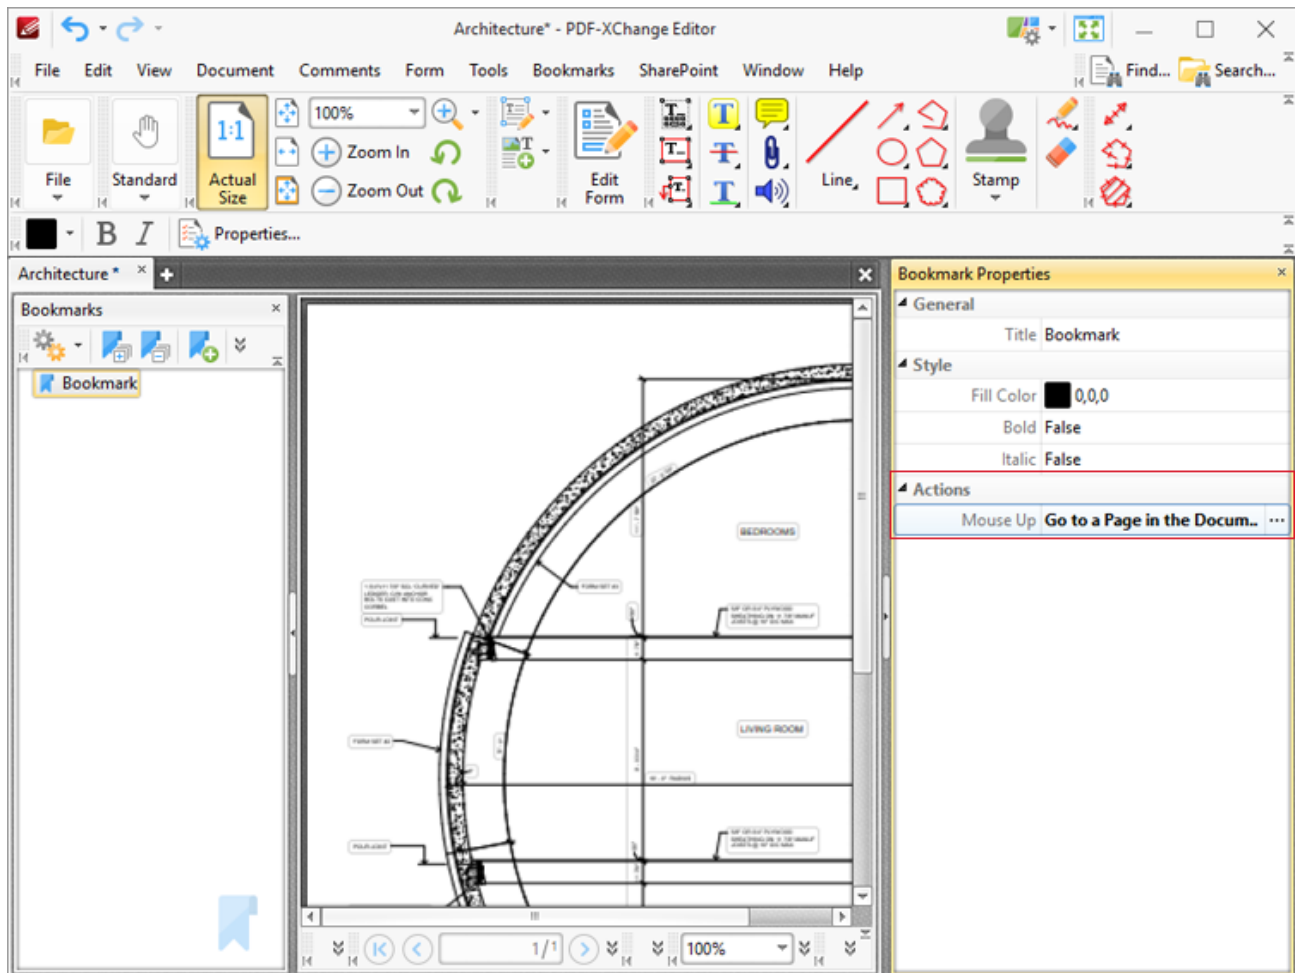 Architecture* - PDF-XChange Editor
File Edit View Document Comments Form Tools Bookmarks SharePoint Window Help
Find... Search...
File
Standard
1:1
Actual Size
100%
Zoom In
Zoom Out
Edit Form
Line
Stamp
B I Properties...
Architecture *
Bookmarks
Bookmark
BEDROOMS
LIVING ROOM
1/1
100%
Bookmark Properties
General
Title Bookmark
Style
Fill Color 0,0,0
Bold False
Italic False
Actions
Mouse Up Go to a Page in the Docum.. ...